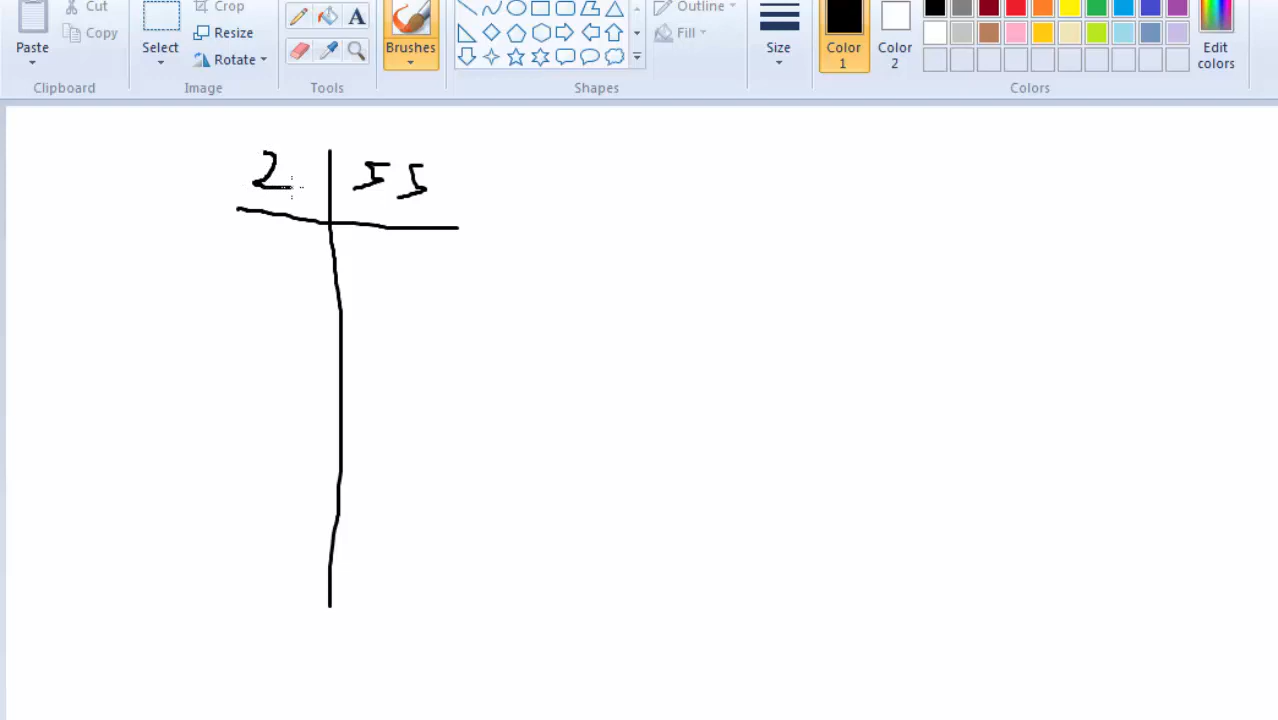 Cut
Crop
Paste
Copy
Select
Resize
Rotate
A
Brushes
Outline
Fill
Size
Color 1
Color 2
Edit colors
Clipboard
Image
Tools
Shapes
Colors
2 55